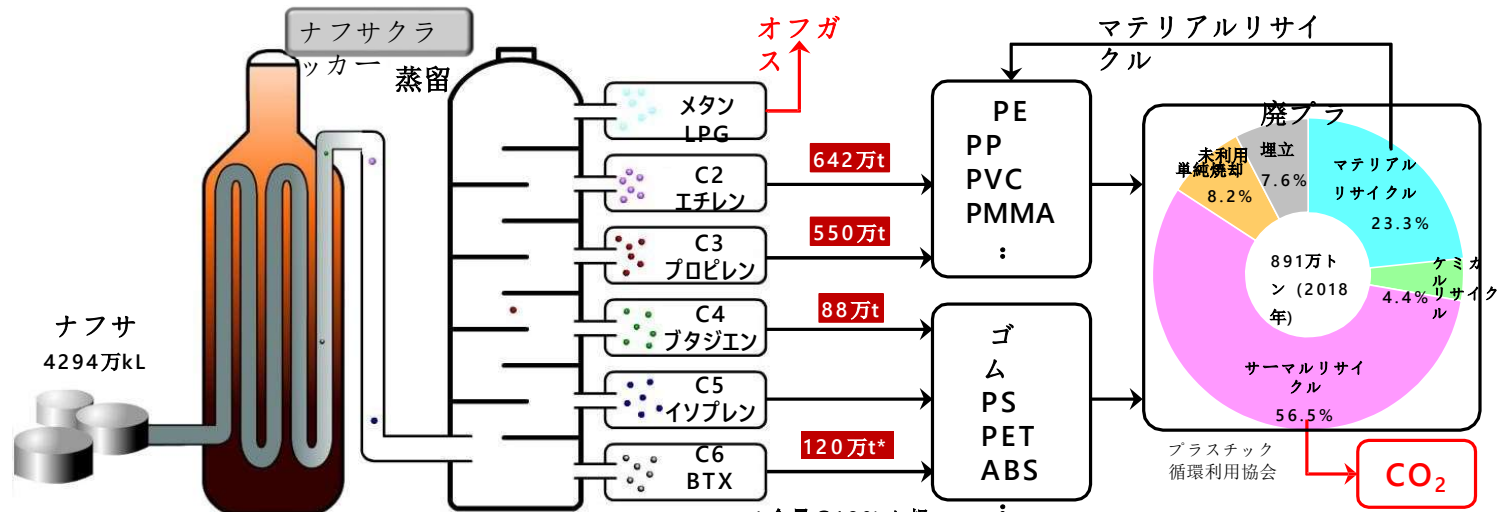 ナフサクラ
ッカー
蒸留
オフガ
ス
マテリアルリサイ
クル
メタン
LPG
C2
エチレン
C3
プロピレン
C4
ブタジエン
C5
イソプレン
C6
BTX
642万t
550万t
88万t
120万t*
ナフサ
4294万kL
PE
PP
PVC
PMMA
:
ゴ
ム
PS
PET
ABS
:
廃プラ
未利用
単純焼却
8.2%
埋立
7.6%
マテリアル
リサイクル
23.3%
ケミカ
ル
リサイク
ル
4.4%
891万ト
ン (2018
年)
サーマルリサイ
クル
56.5%
プラスチック
循環利用協会
CO₂